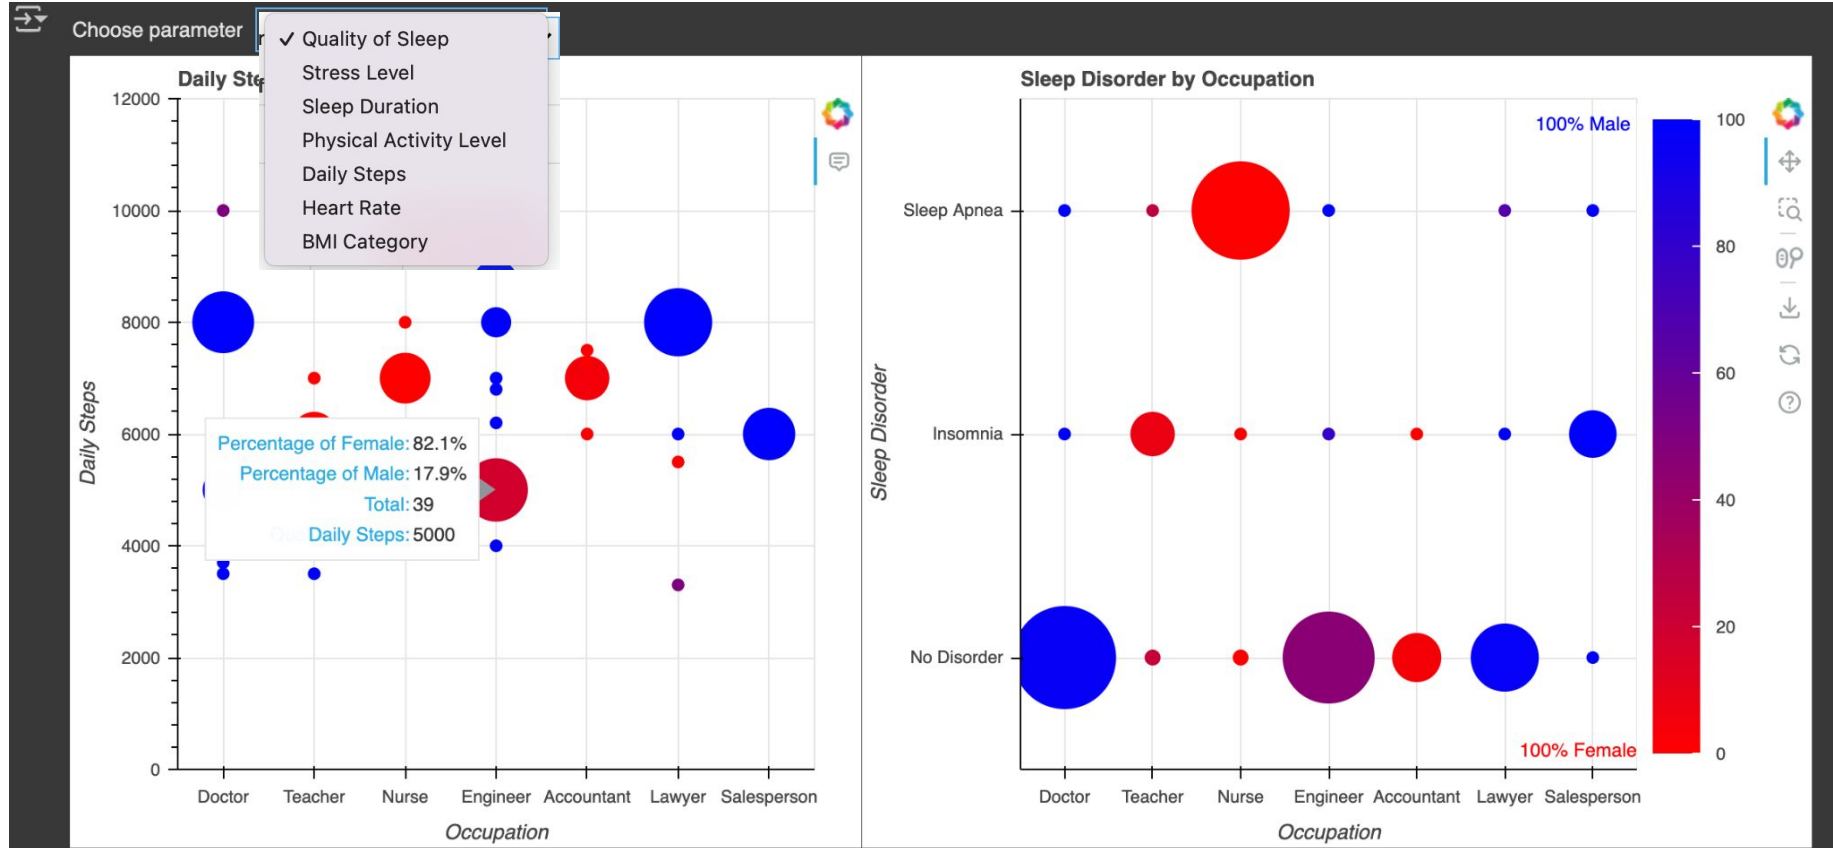 Choose parameter
✓ Quality of Sleep
Stress Level
Sleep Duration
Physical Activity Level
Daily Steps
Heart Rate
BMI Category
Daily Ste
12000
10000
8000
6000
4000
2000
0
Daily Steps
Percentage of Female: 82.1%
Percentage of Male: 17.9%
Total: 39
Daily Steps: 5000
Doctor Teacher Nurse Engineer Accountant Lawyer Salesperson
Occupation
Sleep Disorder by Occupation
100% Male
Sleep Apnea
Insomnia
No Disorder
Sleep Disorder
100% Female
Doctor Teacher Nurse Engineer Accountant Lawyer Salesperson
Occupation
100
80
60
40
20
0